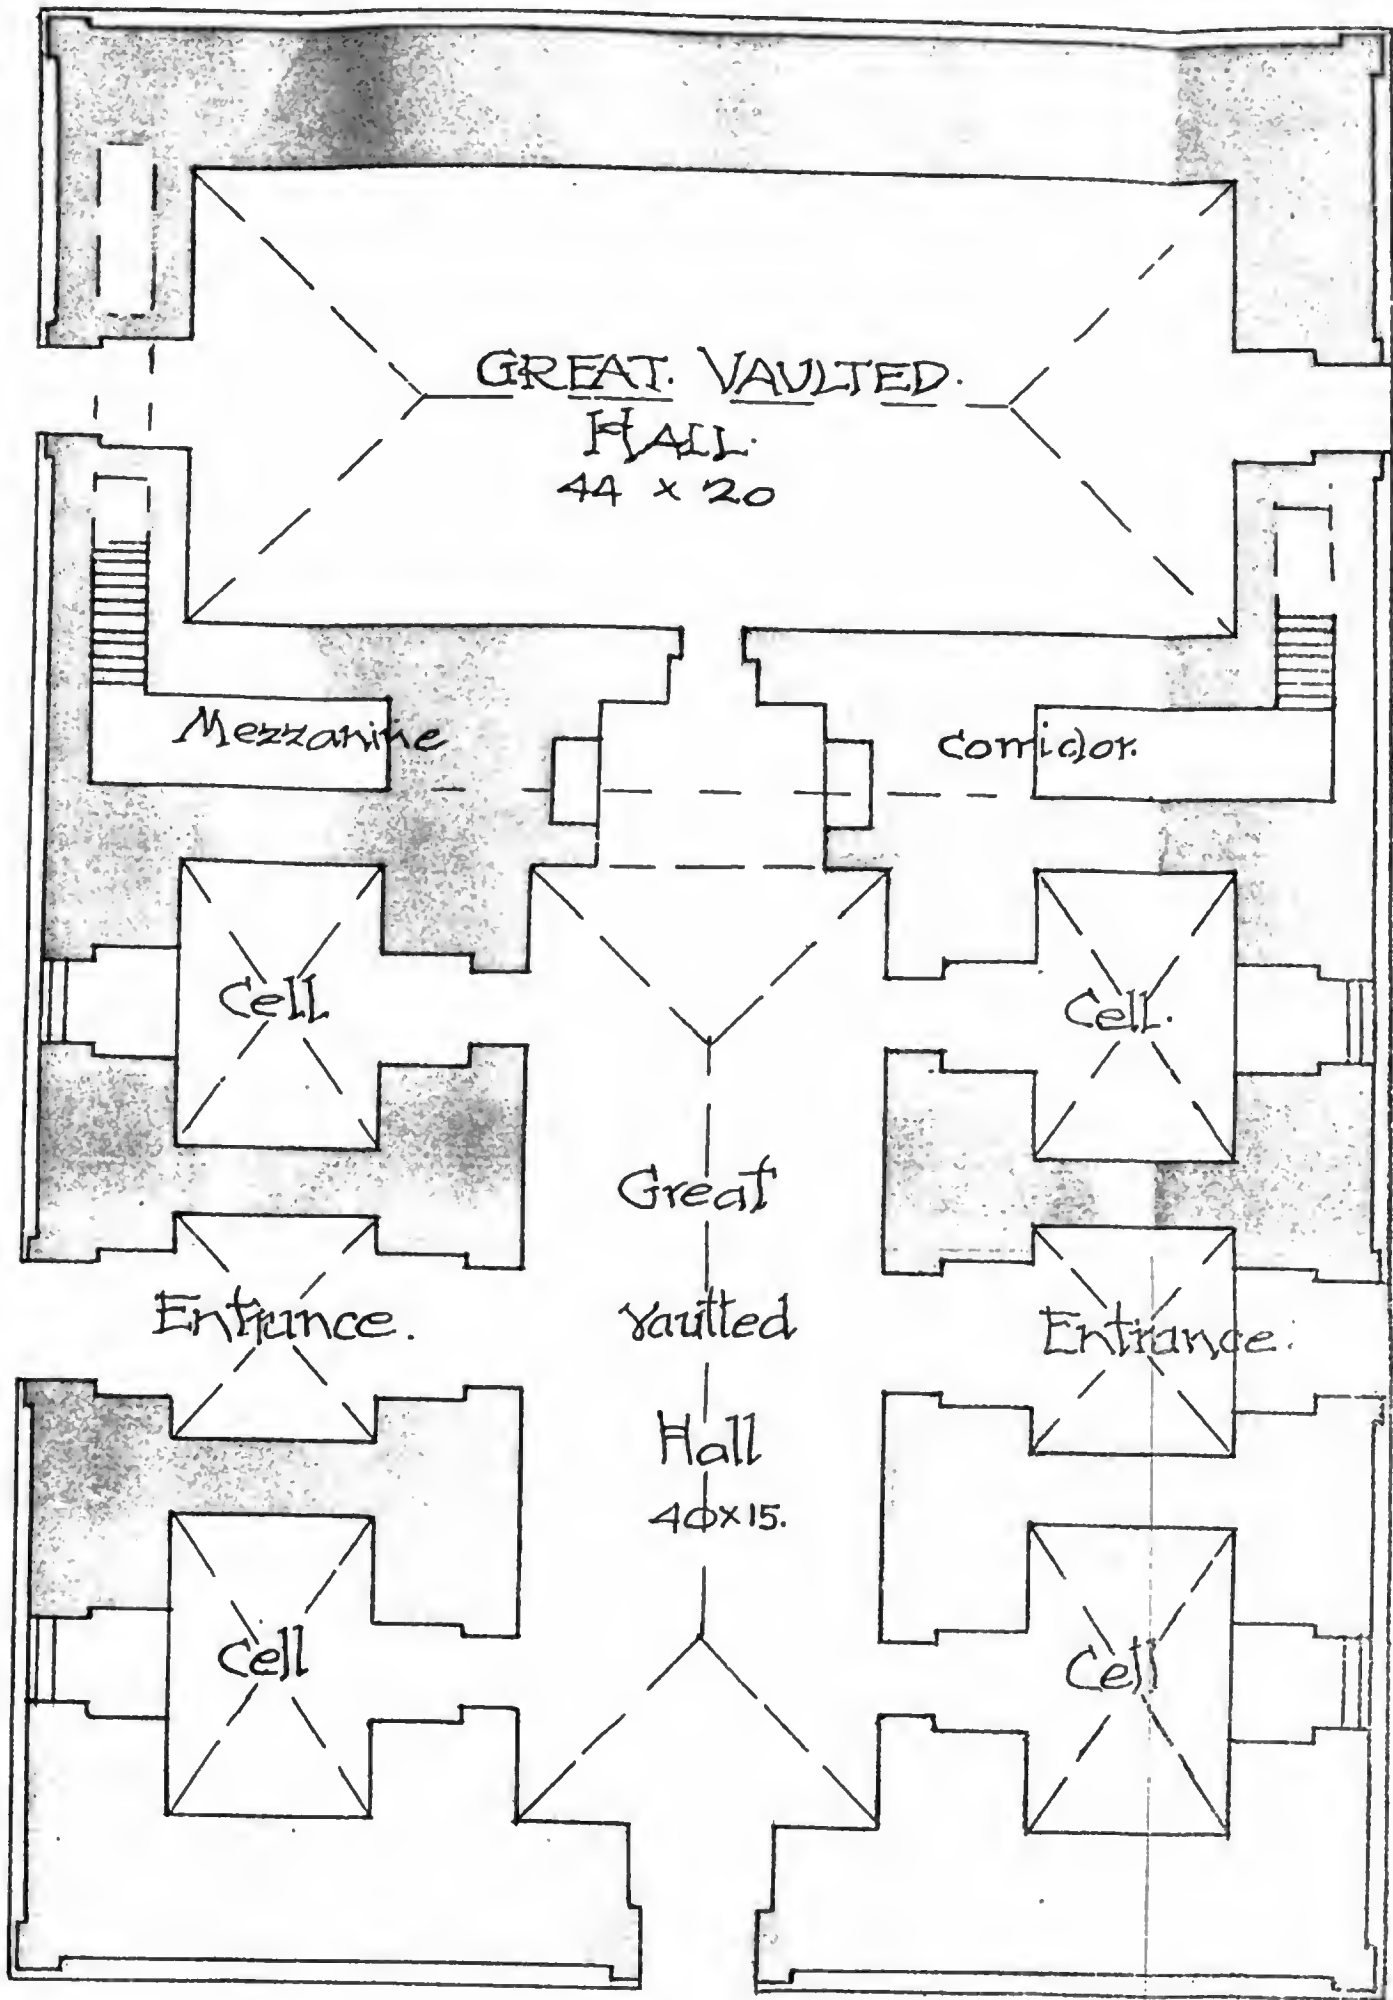 GREAT. VAULTED.
HALL.
44 x 20
Mezzanine corridor.
Cell Cell.
Great
Entrance. vaulted Entrance.
Hall
40x15.
Cell Cell